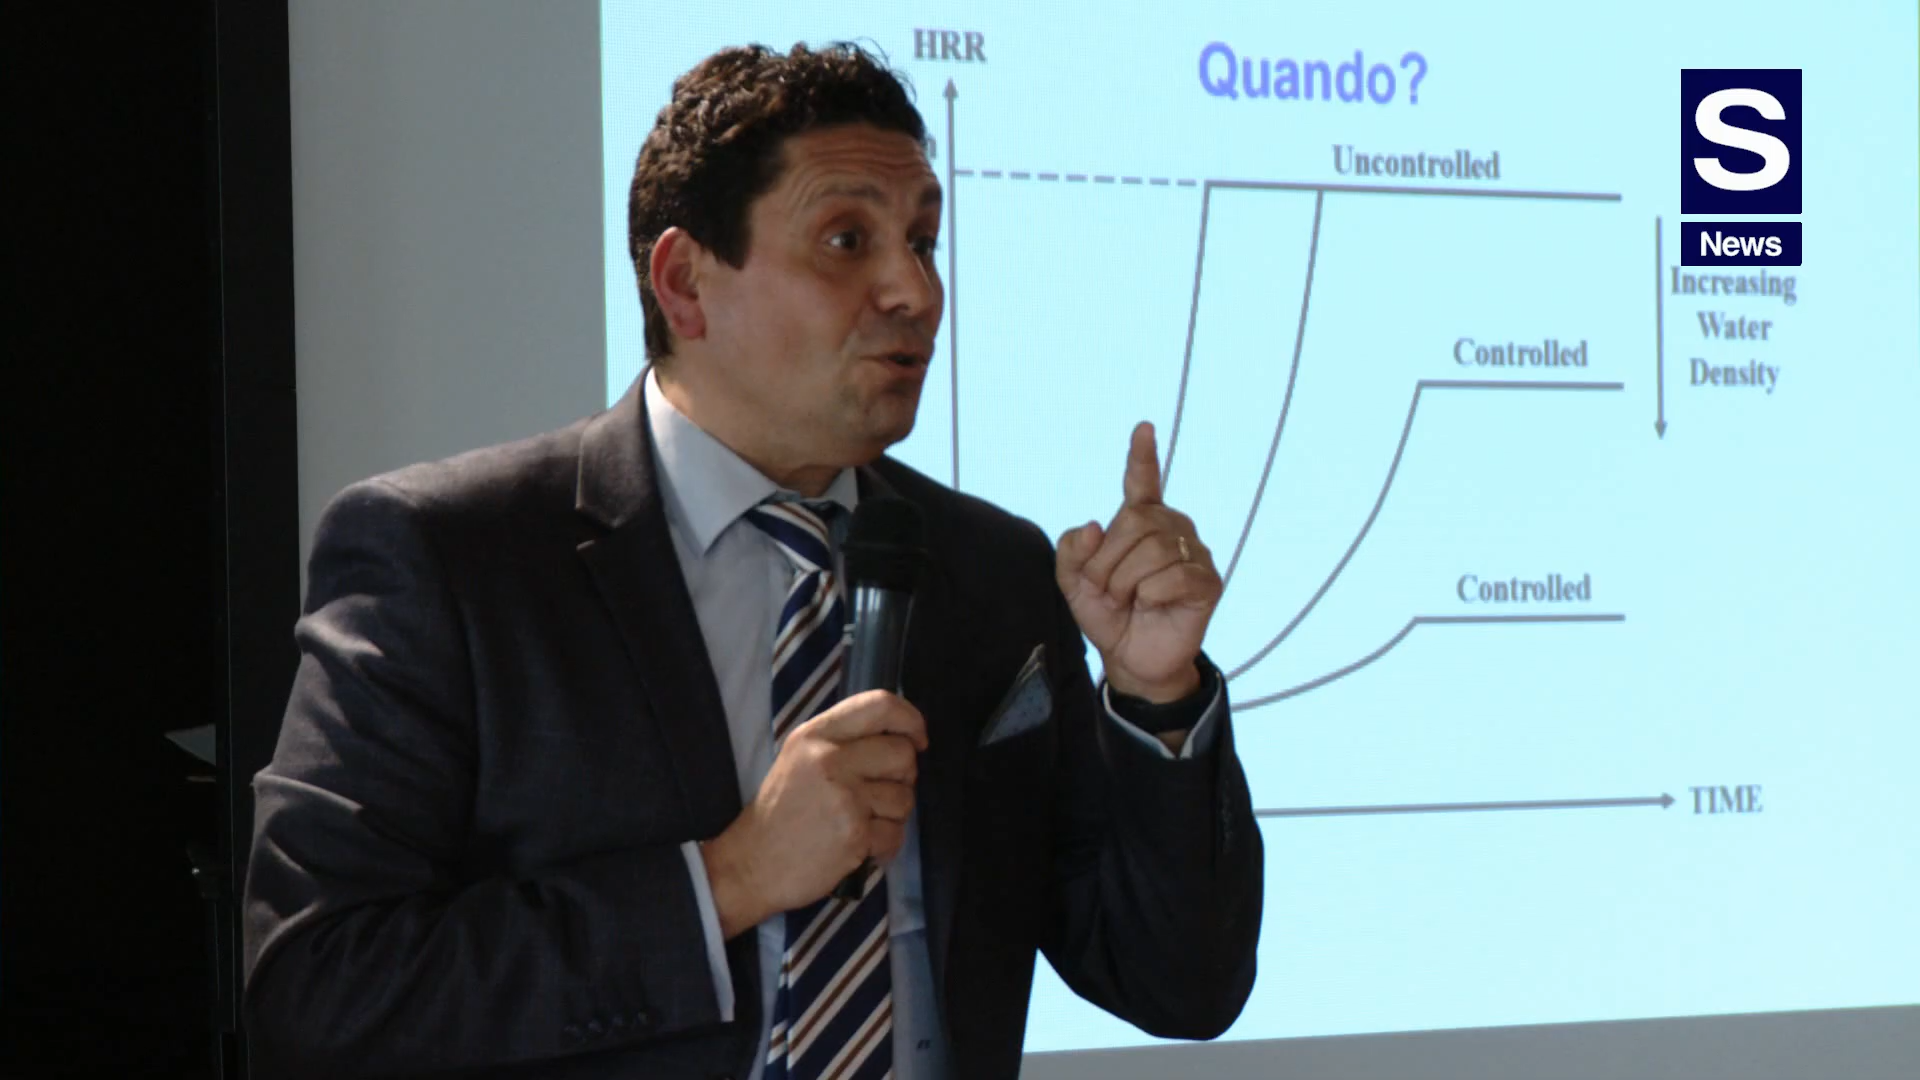 HRR
Quando?
Uncontrolled
Controlled
Controlled
Increasing
Water
Density
TIME
S
News